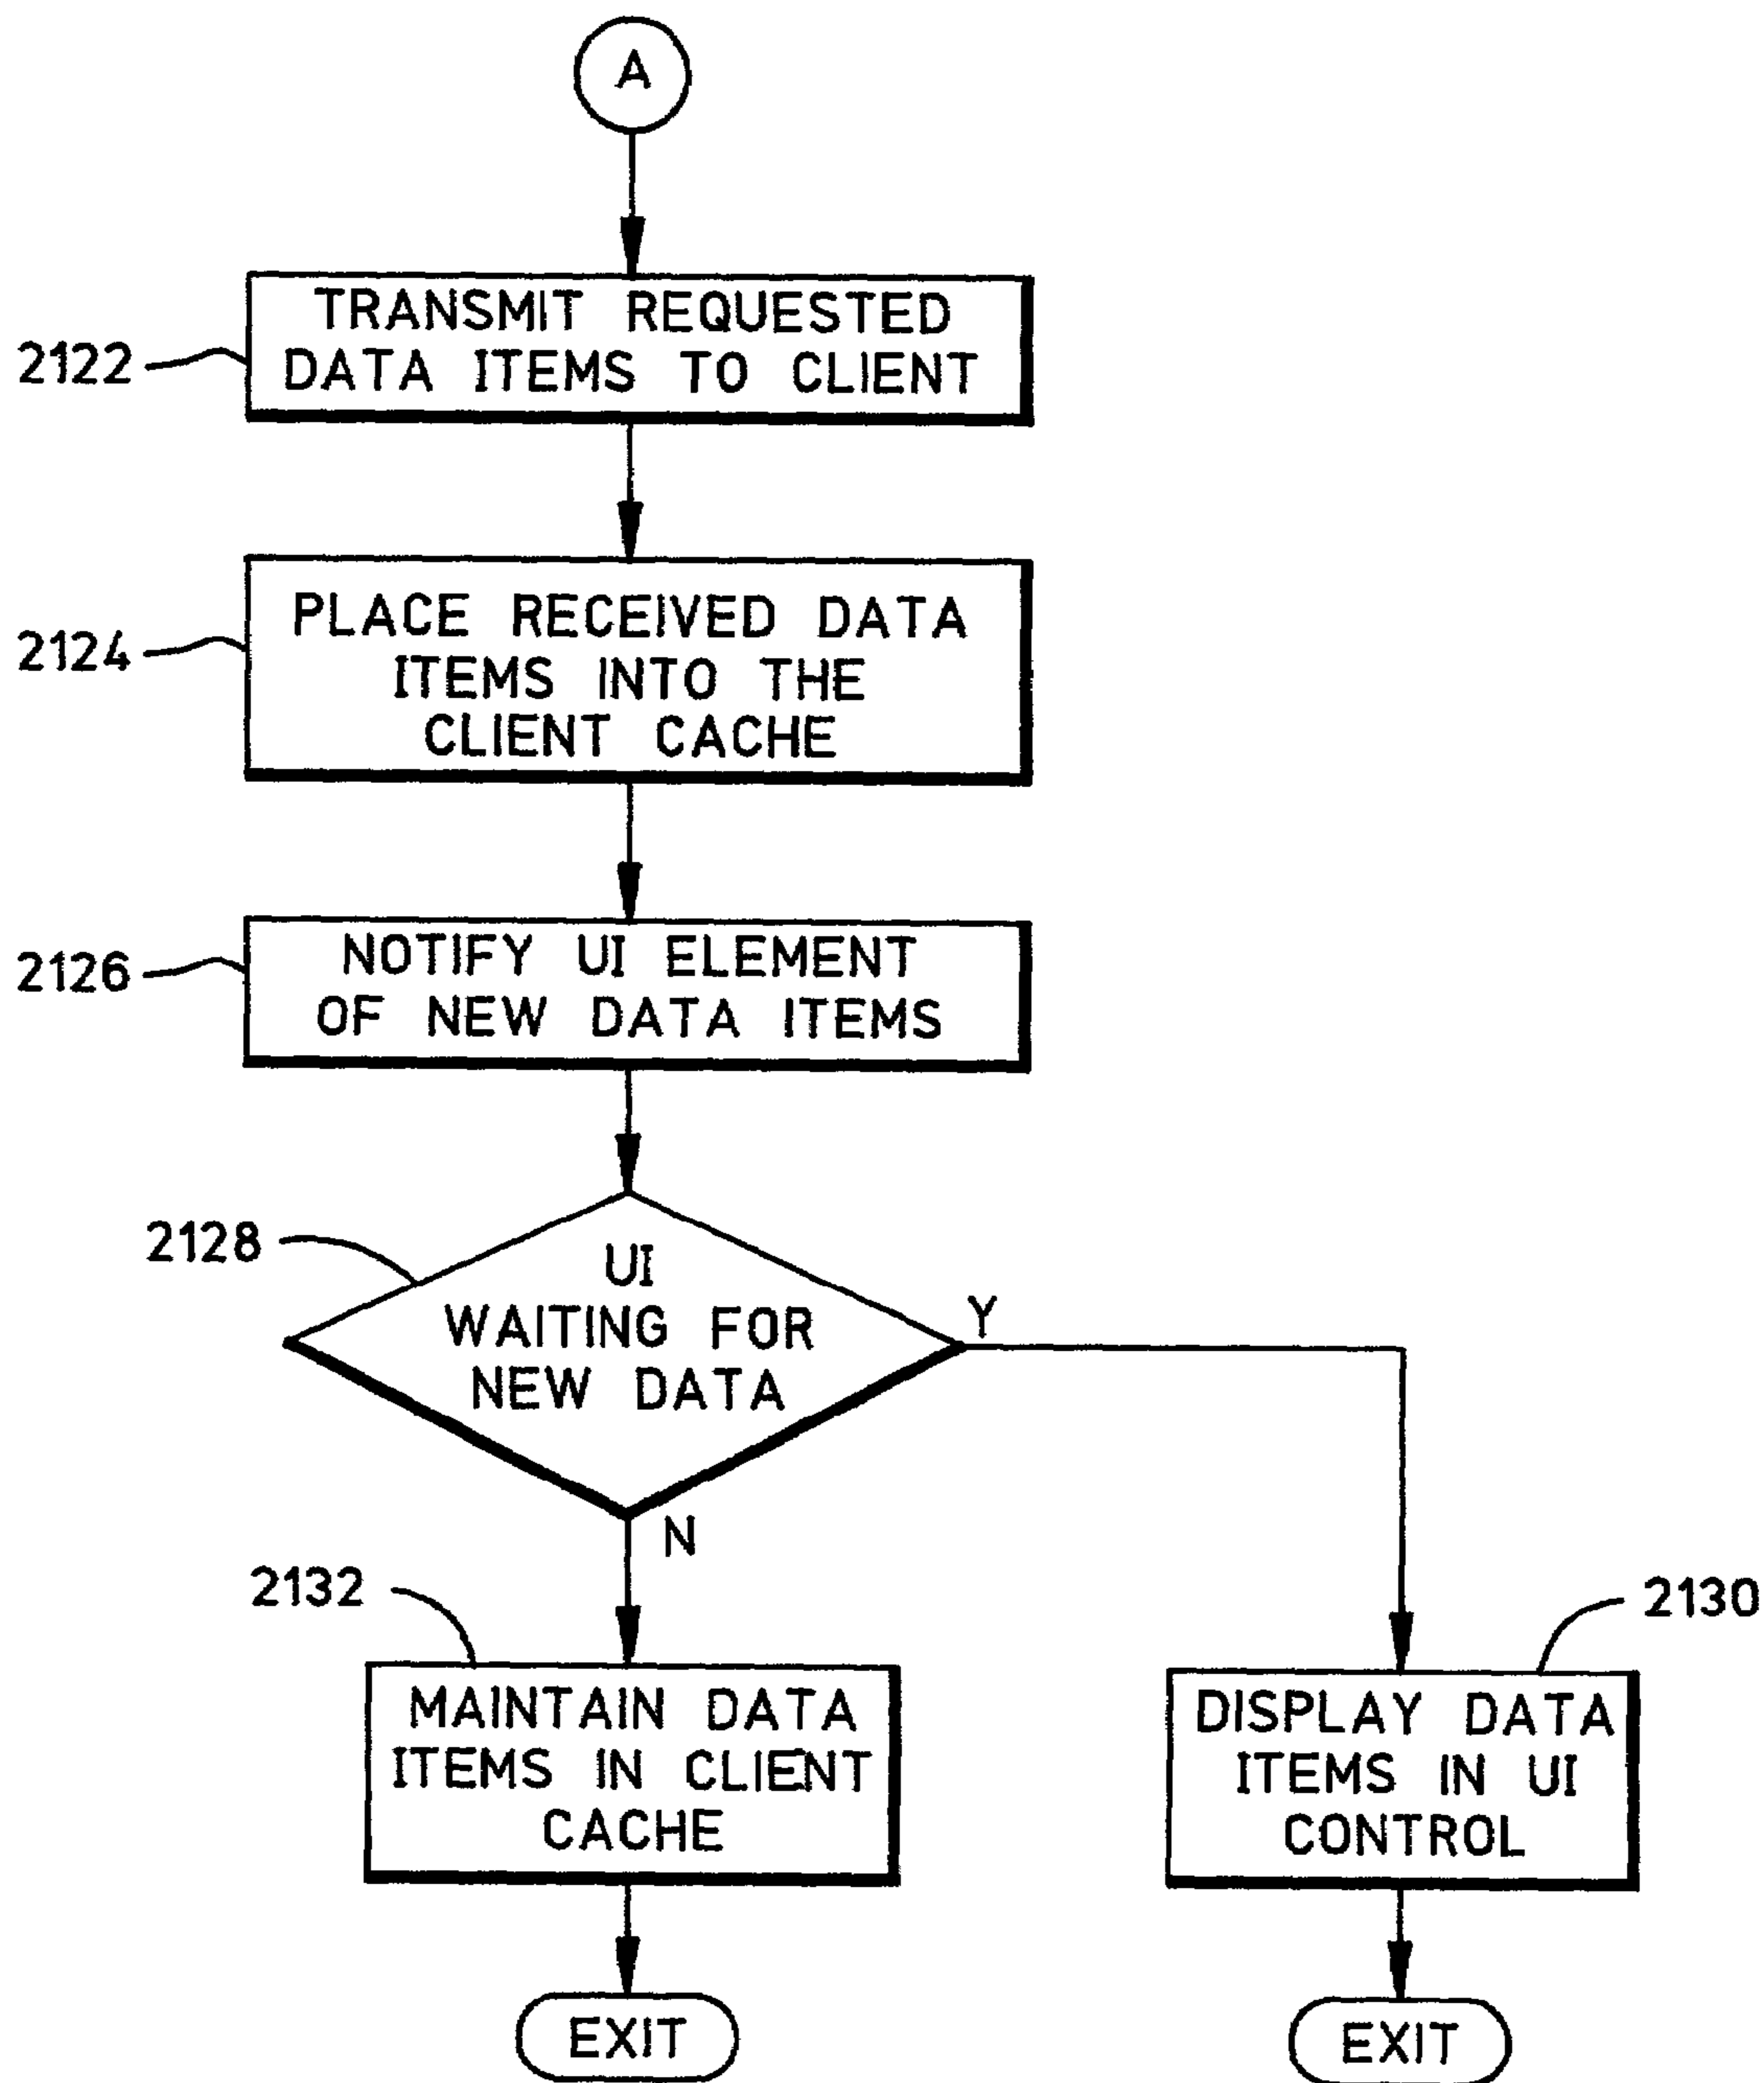 A
2122
TRANSMIT REQUESTED
DATA ITEMS TO CLIENT
2124
PLACE RECEIVED DATA
ITEMS INTO THE
CLIENT CACHE
2126
NOTIFY UI ELEMENT
OF NEW DATA ITEMS
2128
UI
WAITING FOR
NEW DATA
Y
N
2132
MAINTAIN DATA
ITEMS IN CLIENT
CACHE
2130
DISPLAY DATA
ITEMS IN UI
CONTROL
EXIT
EXIT